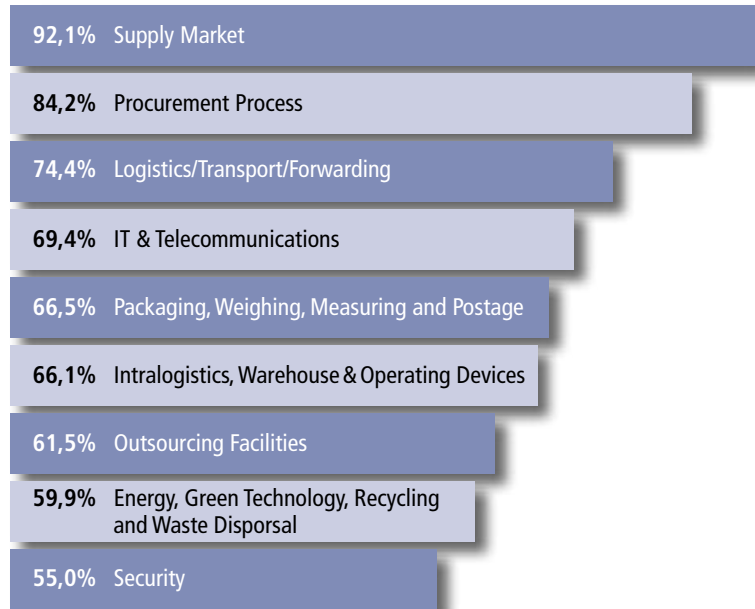 92,1% Supply Market
84,2% Procurement Process
74,4% Logistics/Transport/Forwarding
69,4% IT & Telecommunications
66,5% Packaging, Weighing, Measuring and Postage
66,1% Intralogistics, Warehouse & Operating Devices
61,5% Outsourcing Facilities
59,9% Energy, Green Technology, Recycling
and Waste Disporsal
55,0% Security